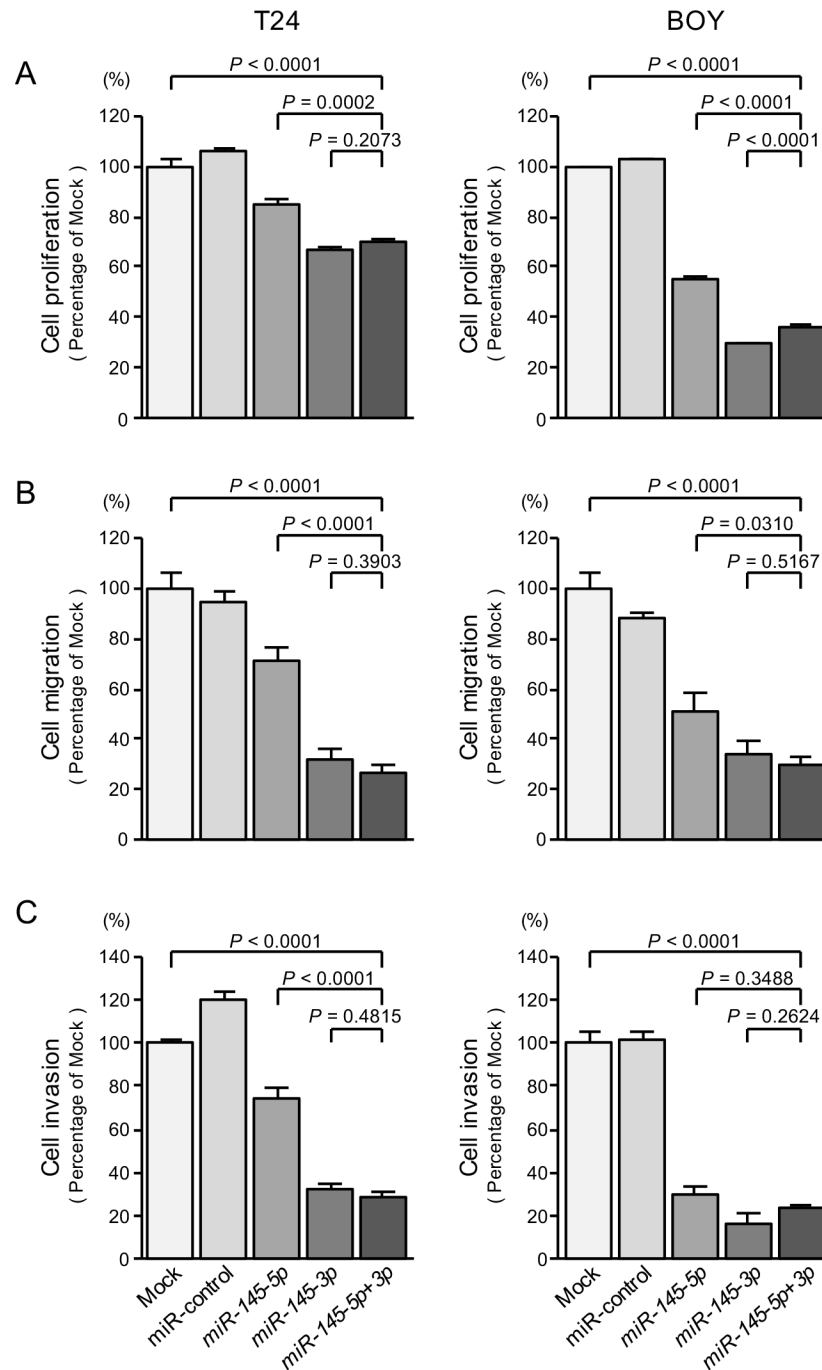 T24
BOY
A
(%)
P < 0.0001
P = 0.0002
P = 0.2073
120
100
80
60
40
20
0
Cell proliferation
( Percentage of Mock )
(%)
P < 0.0001
P < 0.0001
P < 0.0001
120
100
80
60
40
20
0
Cell proliferation
( Percentage of Mock )
B
(%)
P < 0.0001
P < 0.0001
P = 0.3903
120
100
80
60
40
20
0
Cell migration
( Percentage of Mock )
(%)
P < 0.0001
P = 0.0310
P = 0.5167
120
100
80
60
40
20
0
Cell migration
( Percentage of Mock )
C
(%)
P < 0.0001
P < 0.0001
P = 0.4815
140
120
100
80
60
40
20
0
Cell invasion
( Percentage of Mock )
Mock
miR-control
miR-145-5p
miR-145-3p
miR-145-5p+3p
(%)
P < 0.0001
P = 0.3488
P = 0.2624
140
120
100
80
60
40
20
0
Cell invasion
( Percentage of Mock )
Mock
miR-control
miR-145-5p
miR-145-3p
miR-145-5p+3p